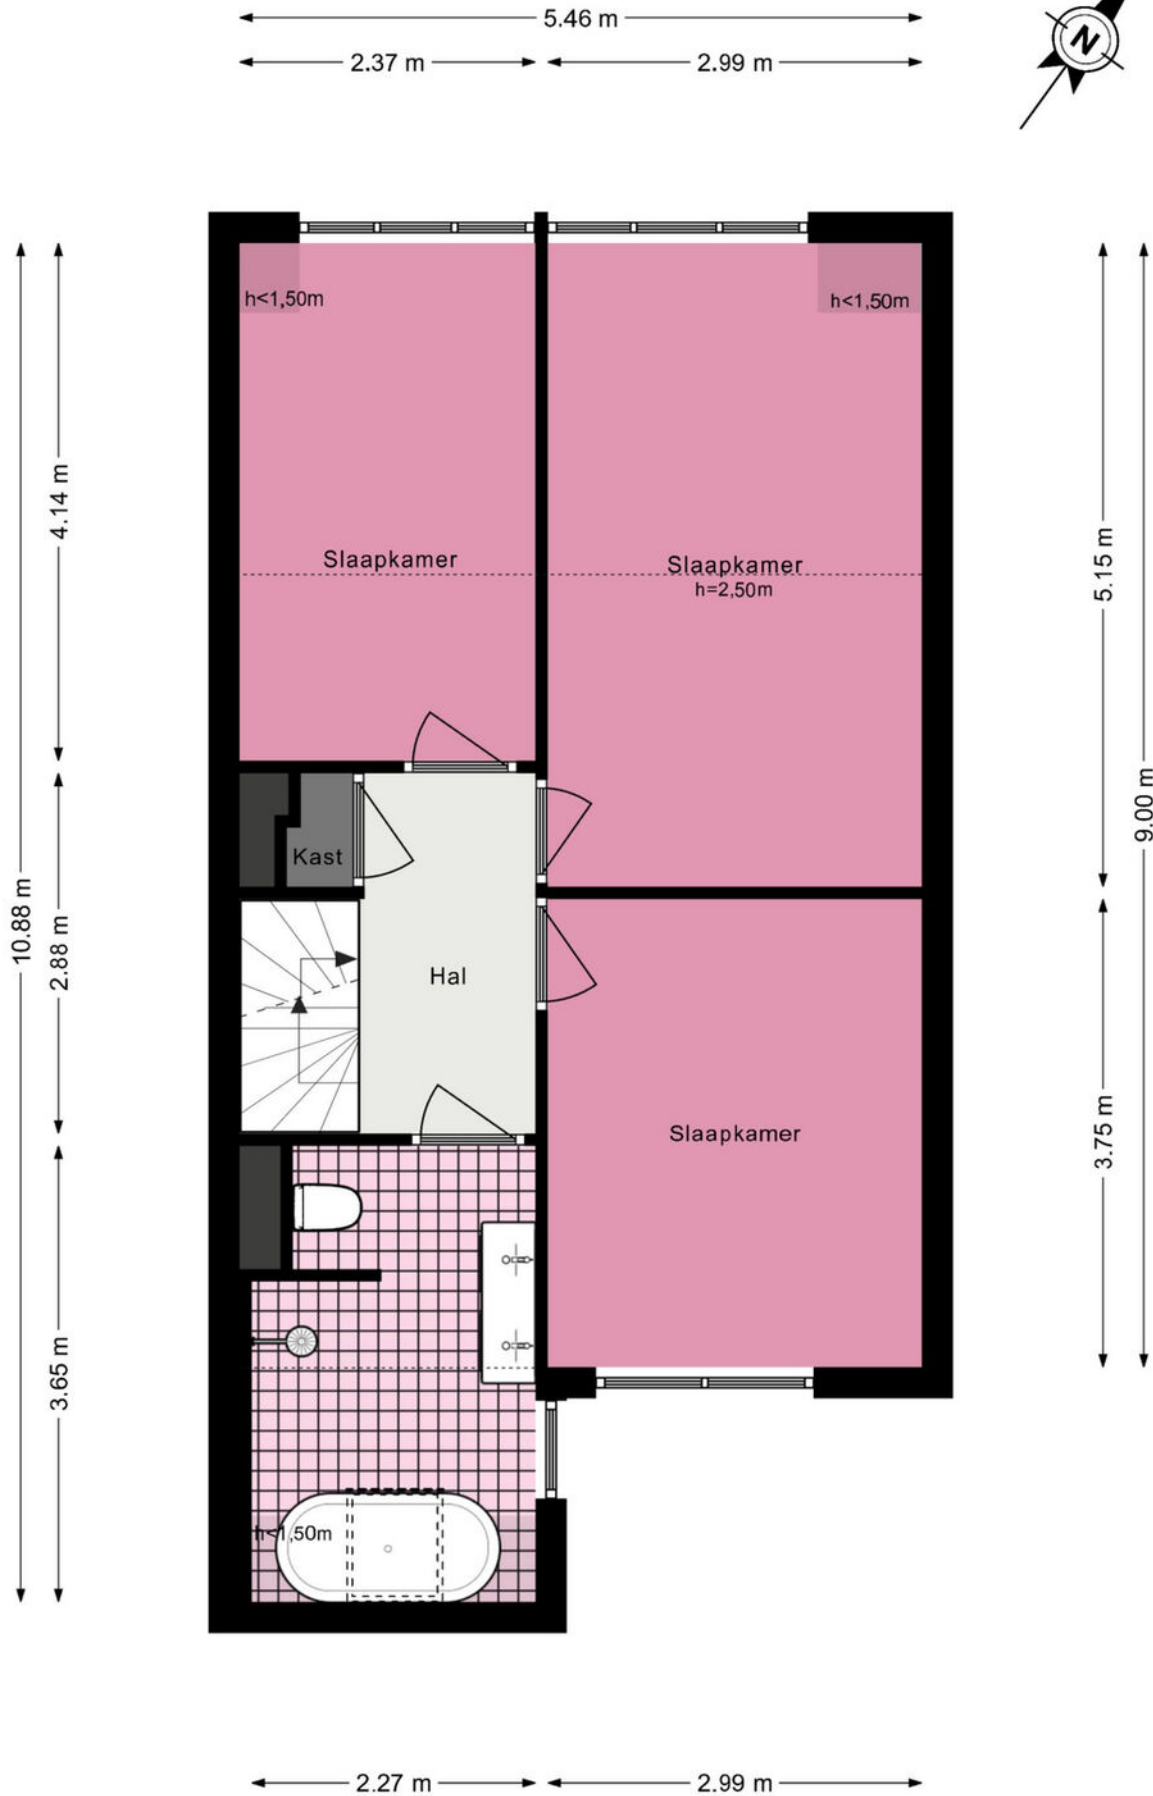 5.46 m
2.37 m
2.99 m
N
h<1,50m
h<1,50m
4.14 m
5.15 m
Slaapkamer
Slaapkamer
h=2,50m
9.00 m
Kast
10.88 m
2.88 m
Hal
Slaapkamer
3.75 m
3.65 m
h<1,50m
2.27 m
2.99 m